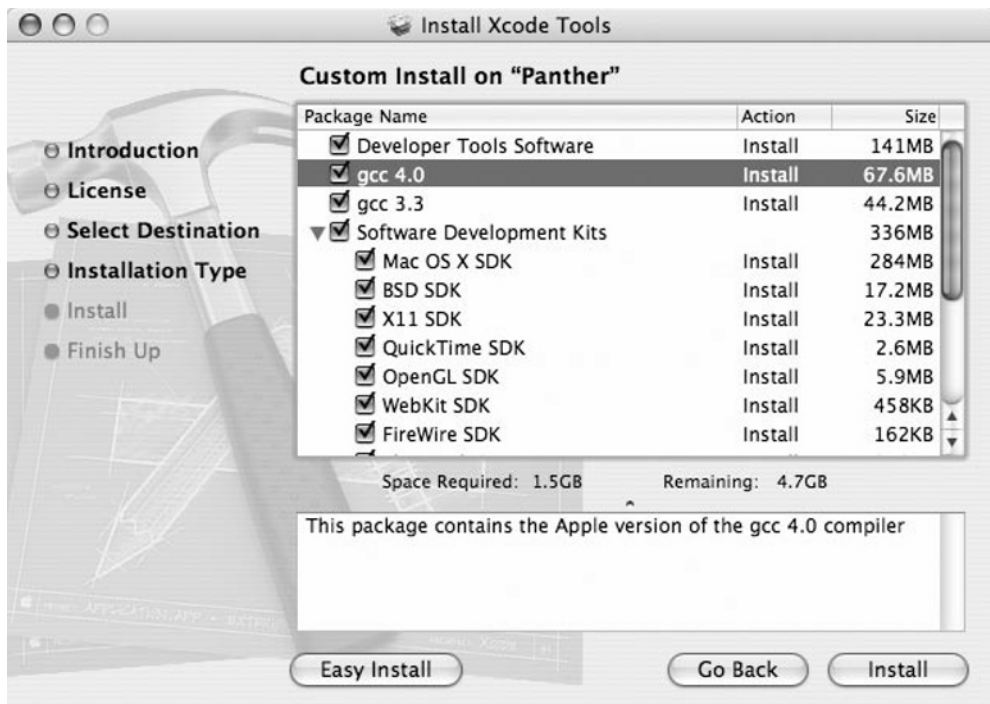 Install Xcode Tools
Custom Install on “Panther”
Introduction
License
Select Destination
Installation Type
Install
Finish Up
Package Name Action Size
Developer Tools Software Install 141MB
gcc 4.0 Install 67.6MB
gcc 3.3 Install 44.2MB
Software Development Kits 336MB
Mac OS X SDK Install 284MB
BSD SDK Install 17.2MB
X11 SDK Install 23.3MB
QuickTime SDK Install 2.6MB
OpenGL SDK Install 5.9MB
WebKit SDK Install 458KB
FireWire SDK Install 162KB
Space Required: 1.5GB Remaining: 4.7GB
This package contains the Apple version of the gcc 4.0 compiler
Easy Install Go Back Install